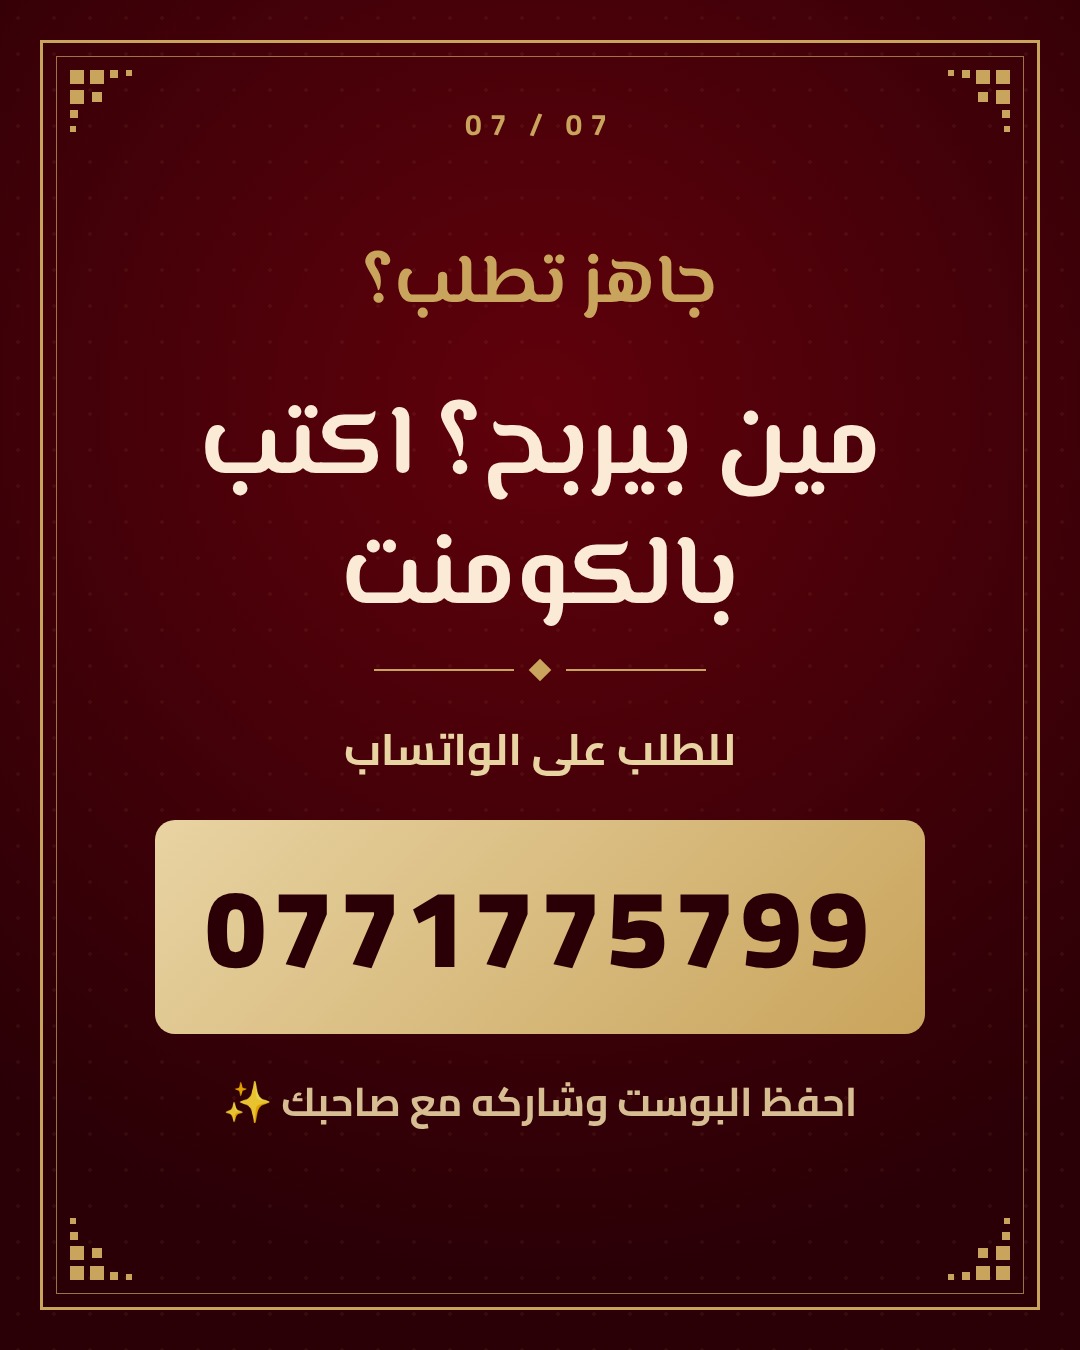 07 / 07
جاهز تطلب؟
مين بيربح؟ اكتب
بالكومنت
للطلب على الواتساب
0771775799
احفظ البوست وشاركه مع صاحبك ✨